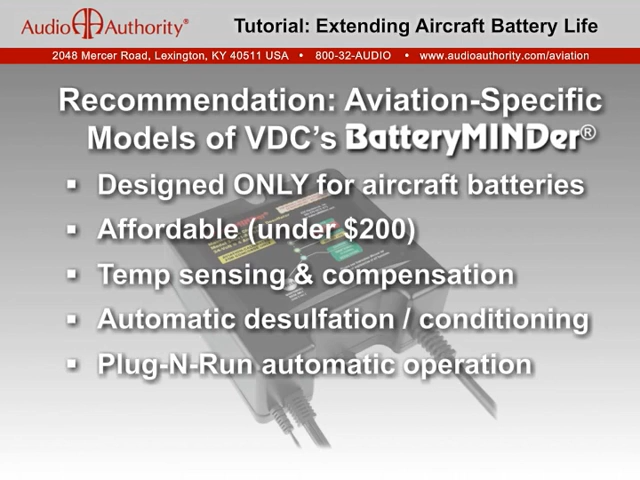 Audio Authority®
Tutorial: Extending Aircraft Battery Life
2048 Mercer Road, Lexington, KY 40511 USA • 800-32-AUDIO • www.audioauthority.com/aviation
Recommendation: Aviation-Specific
Models of VDC's BatteryMINDer®
▪ Designed ONLY for aircraft batteries
▪ Affordable (under $200)
▪ Temp sensing & compensation
▪ Automatic desulfation / conditioning
▪ Plug-N-Run automatic operation